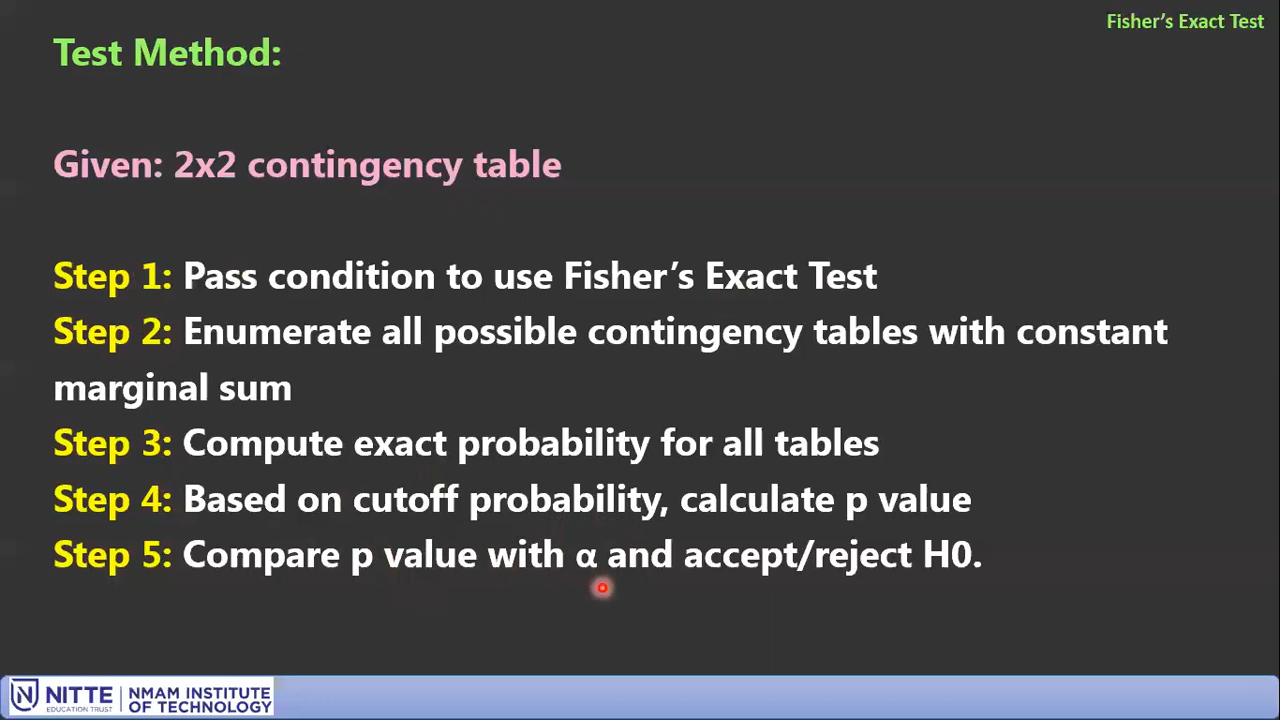 Fisher’s Exact Test
Test Method:
Given: 2x2 contingency table
Step 1: Pass condition to use Fisher’s Exact Test
Step 2: Enumerate all possible contingency tables with constant
marginal sum
Step 3: Compute exact probability for all tables
Step 4: Based on cutoff probability, calculate p value
Step 5: Compare p value with α and accept/reject H0.
NITTE
EDUCATION TRUST
NMAM INSTITUTE
OF TECHNOLOGY